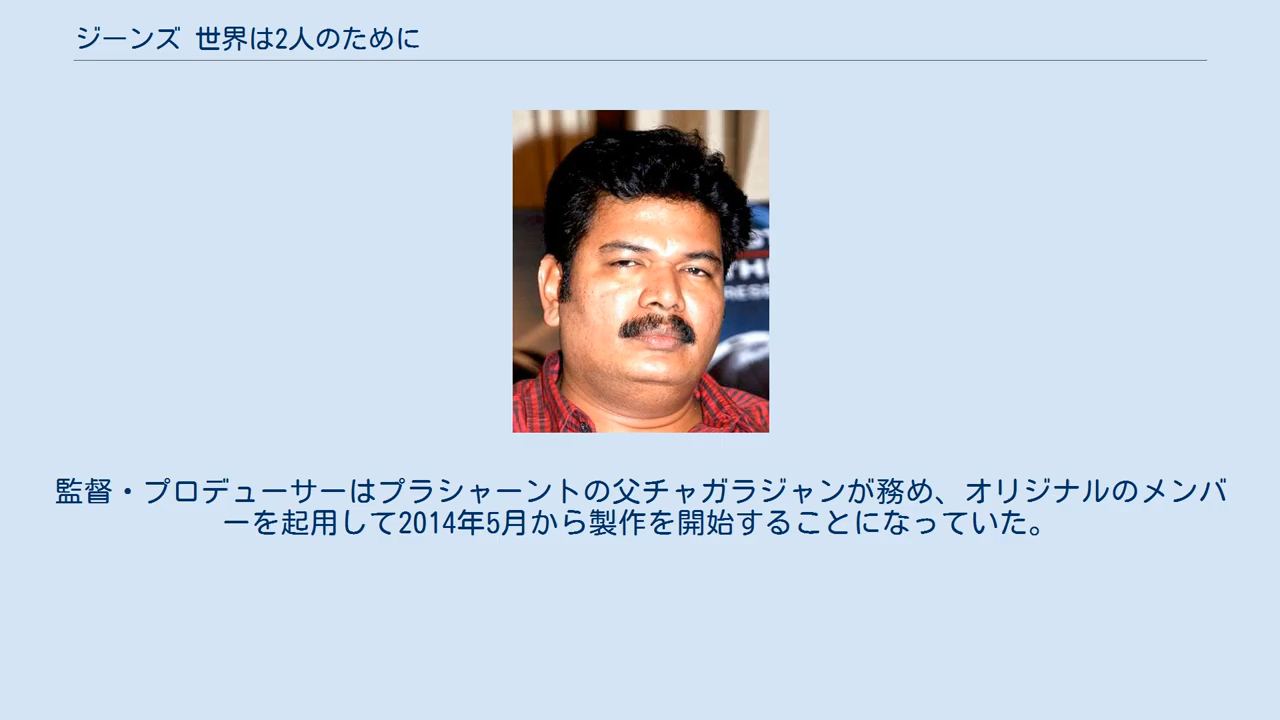 ジーンズ 世界は2人のために
監督・プロデューサーはプラシャーントの父チャガラジャンが務め、オリジナルのメンバ
ーを起用して2014年5月から製作を開始することになっていた。